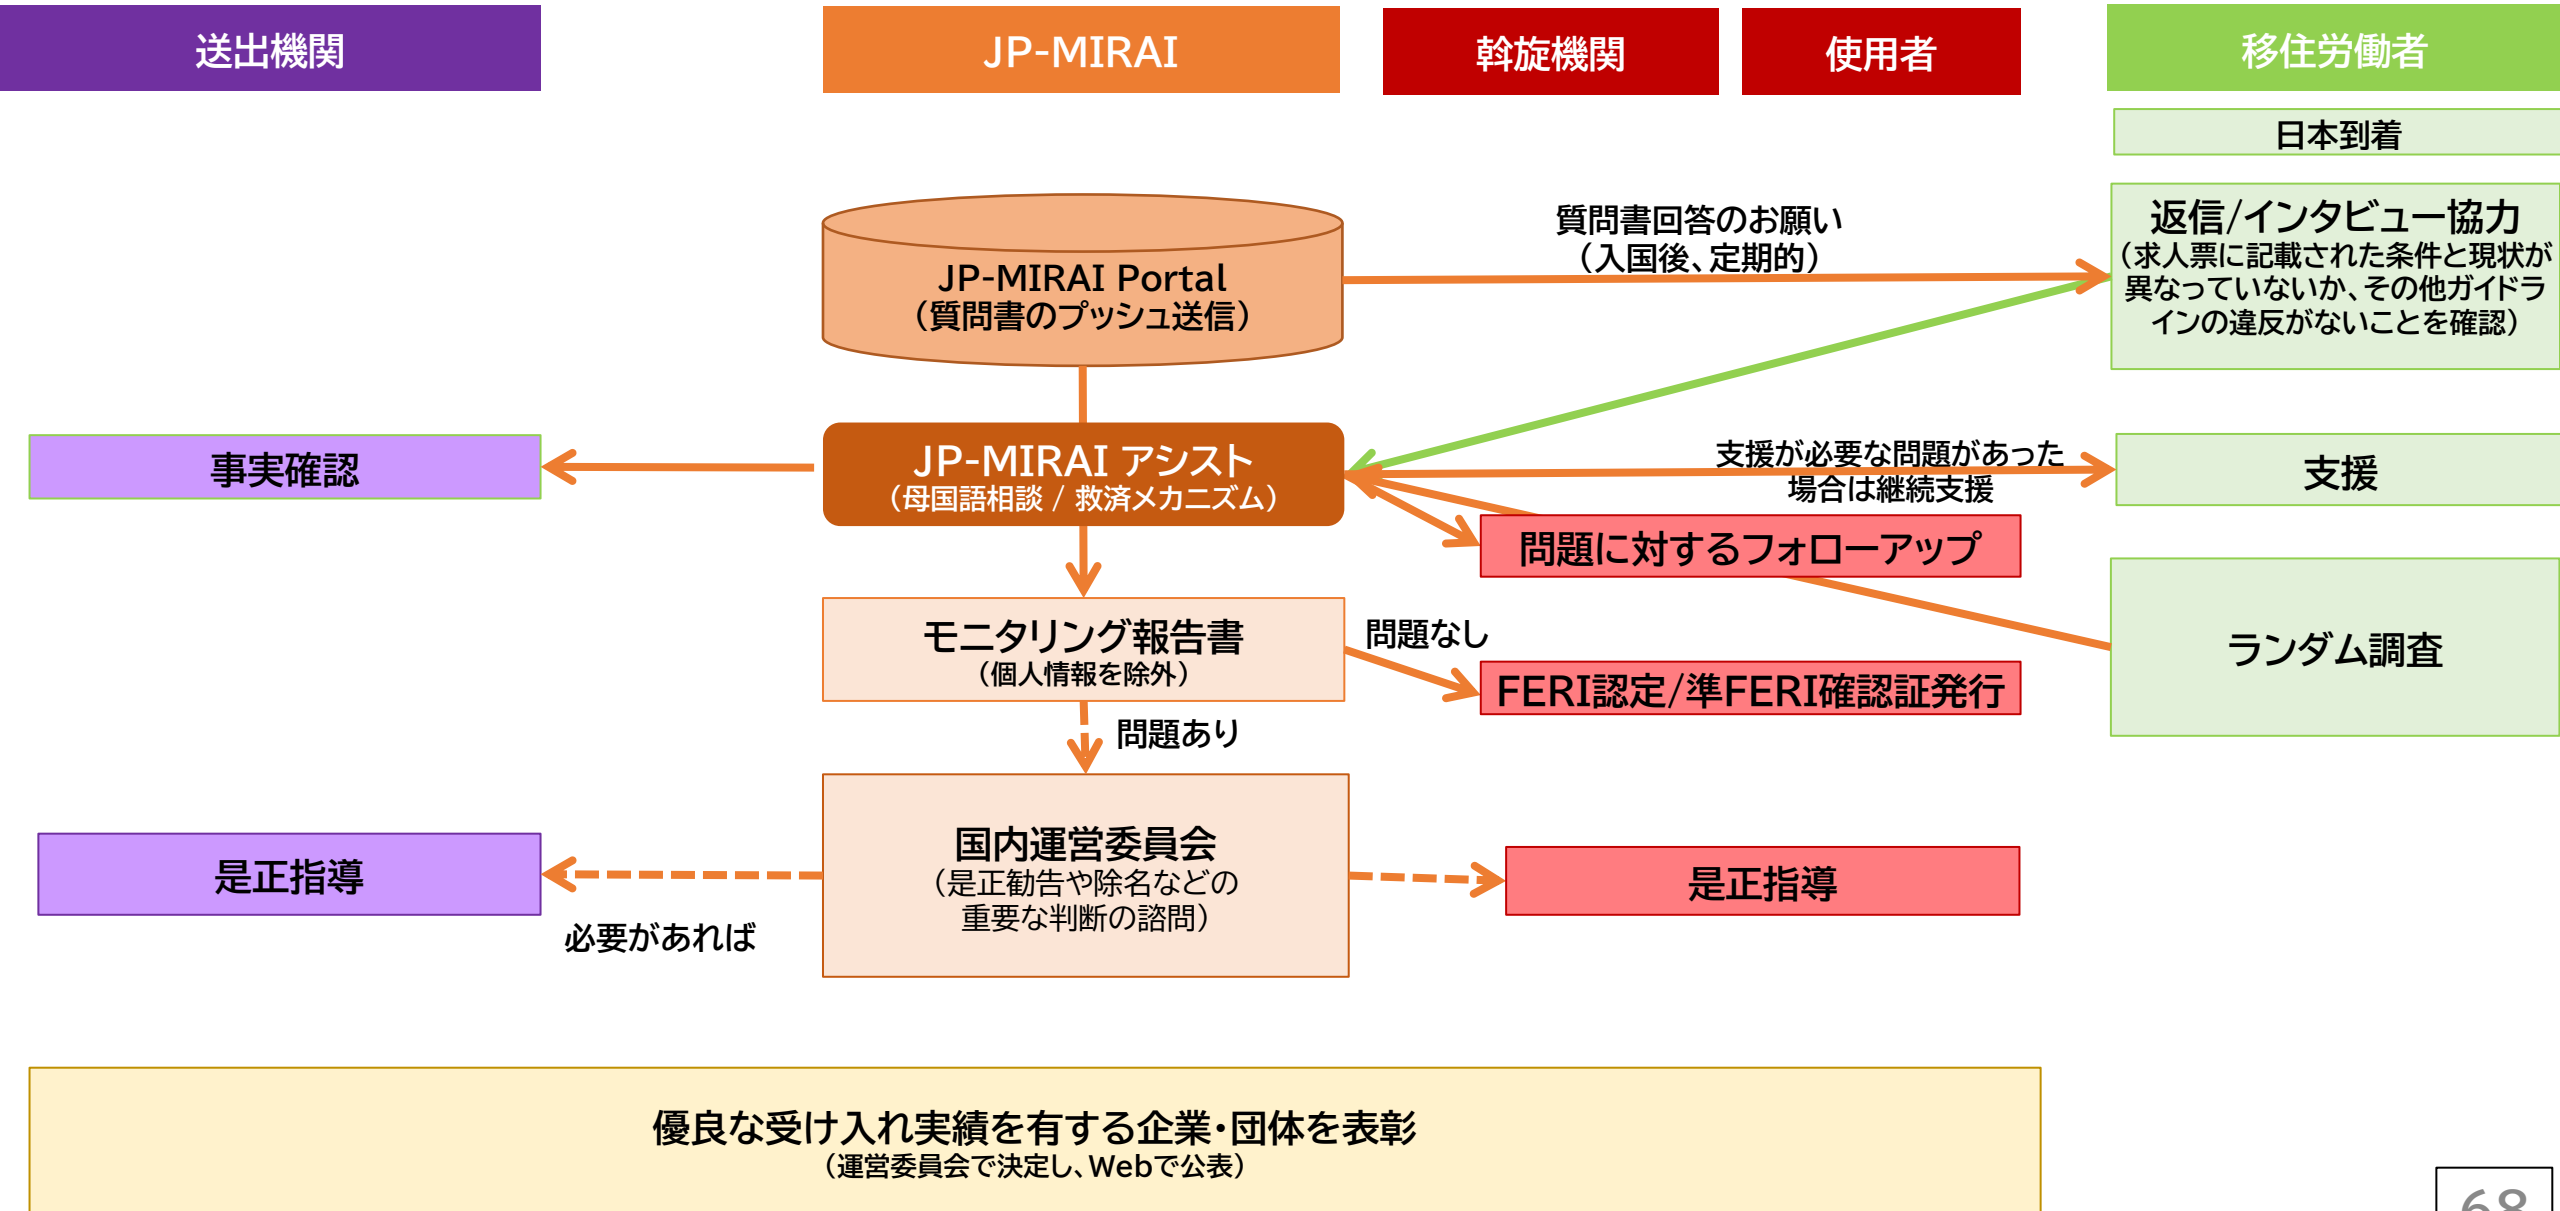 送出機関
JP-MIRAI
斡旋機関
使用者
移住労働者
日本到着
JP-MIRAI Portal
（質問書のプッシュ送信）
質問書回答のお願い
（入国後、定期的）
返信/インタビュー協力
（求人票に記載された条件と現状が
異なっていないか、その他ガイドラ
インの違反がないことを確認）
事実確認
JP-MIRAI アシスト
（母国語相談 / 救済メカニズム）
支援が必要な問題があった
場合は継続支援
支援
問題に対するフォローアップ
モニタリング報告書
（個人情報を除外）
問題なし
FERI認定/準FERI確認証発行
ランダム調査
問題あり
是正指導
必要があれば
国内運営委員会
（是正勧告や除名などの
重要な判断の諮問）
是正指導
優良な受け入れ実績を有する企業・団体を表彰
（運営委員会で決定し、Webで公表）
68